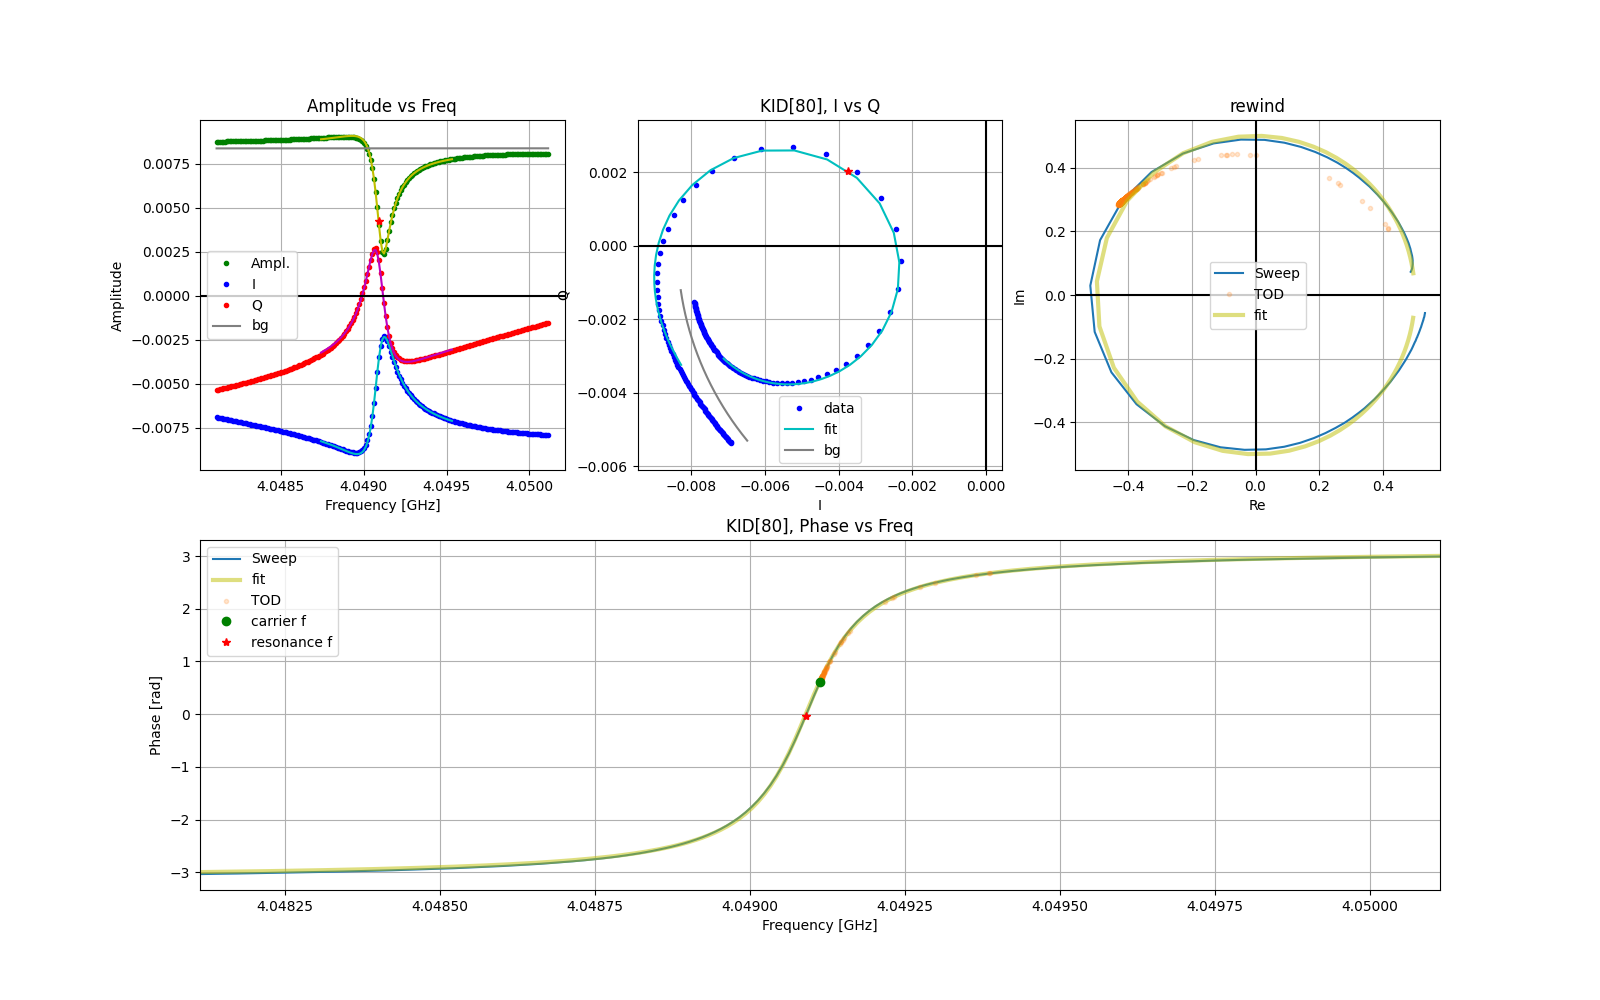 Amplitude vs Freq
0.0075
0.0050
0.0025
0.0000
−0.0025
−0.0050
−0.0075
Amplitude
Ampl.
I
Q
bg
4.0485
4.0490
4.0495
4.0500
Frequency [GHz]
KID[80], I vs Q
Q
0.002
0.000
−0.002
−0.004
−0.006
data
fit
bg
−0.008
−0.006
−0.004
−0.002
0.000
I
rewind
Im
0.4
0.2
0.0
−0.2
−0.4
Sweep
TOD
fit
−0.4
−0.2
0.0
0.2
0.4
Re
KID[80], Phase vs Freq
Phase [rad]
3
2
1
0
−1
−2
−3
Sweep
fit
TOD
carrier f
resonance f
4.04825
4.04850
4.04875
4.04900
4.04925
4.04950
4.04975
4.05000
Frequency [GHz]